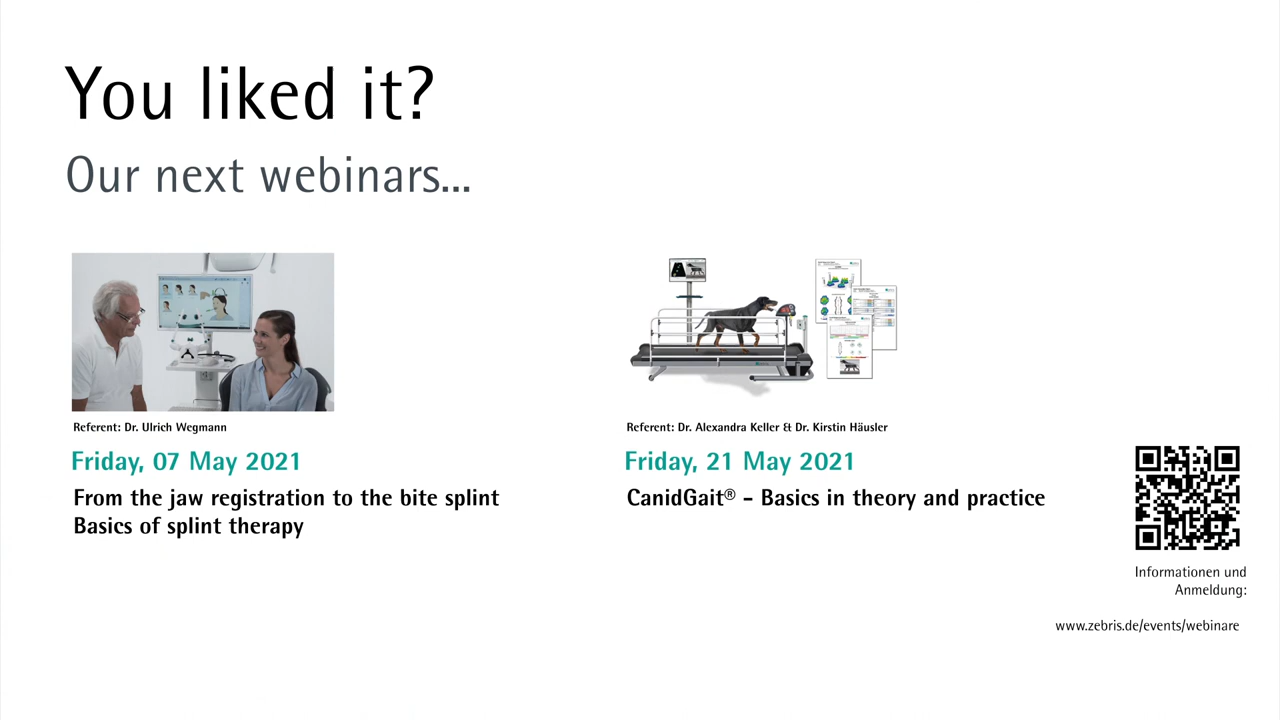 You liked it?
Our next webinars...
Referent: Dr. Ulrich Wegmann
Friday, 07 May 2021
From the jaw registration to the bite splint
Basics of splint therapy
Referent: Dr. Alexandra Keller & Dr. Kirstin Häusler
Friday, 21 May 2021
CanidGait® - Basics in theory and practice
Informationen und
Anmeldung:
www.zebris.de/events/webinare